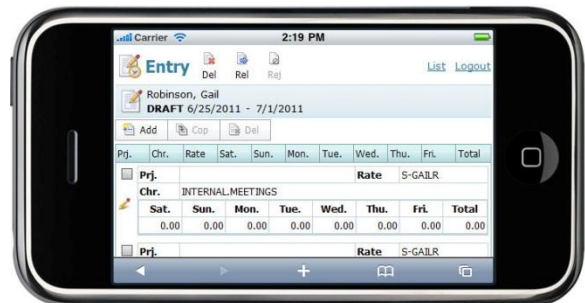 Carrier 2:19 PM
Entry Del Rel Rej List Logout
Robinson, Gail
DRAFT 6/25/2011 - 7/1/2011
Add Cop Del
Prj. Chr. Rate Sat. Sun. Mon. Tue. Wed. Thu. Fri. Total
Prj. Rate S-GAILR
Chr. INTERNAL.MEETINGS
Sat. Sun. Mon. Tue. Wed. Thu. Fri. Total
0.00 0.00 0.00 0.00 0.00 0.00 0.00 0.00
Prj. Rate S-GAILR